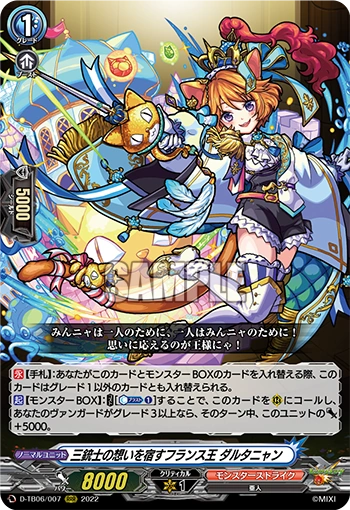 1
グレード
ブースト
5000
シールド
SAMPLE
みんニャは一人のために、一人はみんニャのために!
思いに応えるのが王様にゃ!
永【手札】:あなたがこのカードとモンスターBOXのカードを入れ替える際、この
カードはグレード1以外のカードとも入れ替えられる。
起【モンスターBOX】:することで、このカードをRにコールし、
あなたのヴァンガードがグレード3以上なら、そのターン中、このユニットの
+5000。
ノーマルユニット
三銃士の想いを宿すフランス王 ダルタニャン
パワー 8000
クリティカル
1
モンスターストライク
亜人
D-TB06/007 RRR 2022
©MIXI